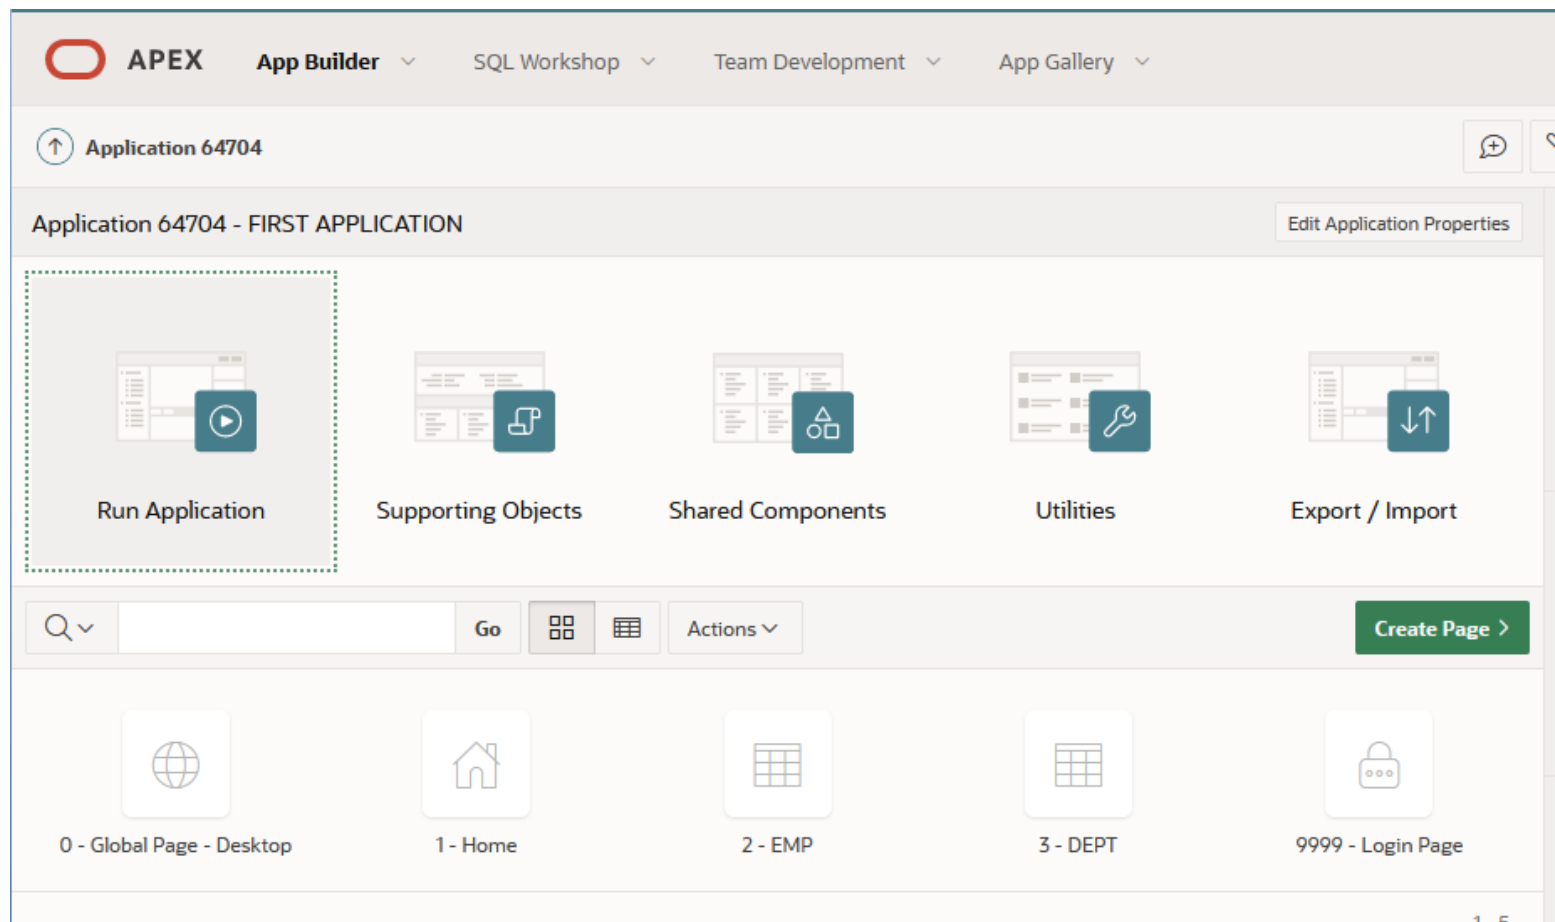 APEX App Builder SQL Workshop Team Development App Gallery
Application 64704
Application 64704 - FIRST APPLICATION Edit Application Properties
Run Application Supporting Objects Shared Components Utilities Export / Import
Go Actions Create Page
0 - Global Page - Desktop 1 - Home 2 - EMP 3 - DEPT 9999 - Login Page
1 - 5